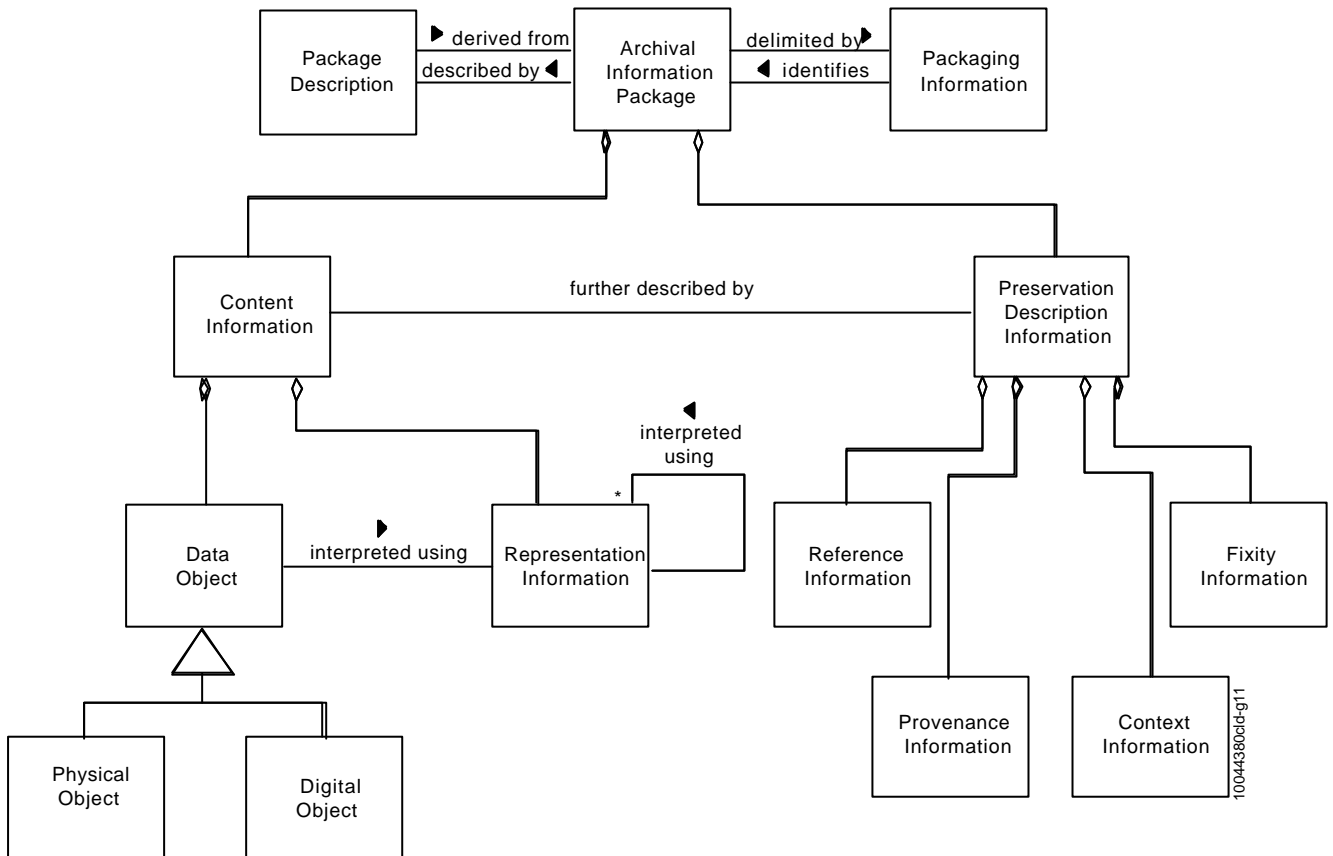 Package
Description
derived from
described by
Archival
Information
Package
delimited by
identifies
Packaging
Information
Content
Information
further described by
Preservation
Description
Information
interpreted
using
*
Data
Object
interpreted using
Representation
Information
Reference
Information
Fixity
Information
Provenance
Information
Context
Information
10044380cld-g11
Physical
Object
Digital
Object